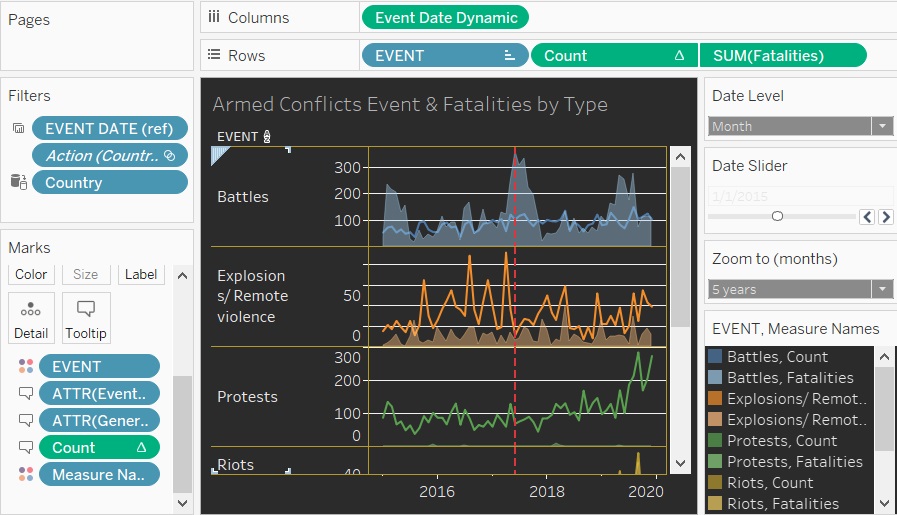 Pages
Columns
Event Date Dynamic
Rows
EVENT
Count
SUM(Fatalities)
Filters
EVENT DATE (ref)
Action (Countr..
Country
Marks
Color
Size
Label
Detail
Tooltip
EVENT
ATTR(Event..
ATTR(Gener..
Count
Measure Na..
Armed Conflicts Event & Fatalities by Type
EVENT
Battles
300
200
100
Explosion
s/ Remote
violence
50
0
Protests
300
200
100
0
Riots
40
2016
2018
2020
Date Level
Month
Date Slider
1/1/2015
Zoom to (months)
5 years
EVENT, Measure Names
Battles, Count
Battles, Fatalities
Explosions/ Remot..
Explosions/ Remot..
Protests, Count
Protests, Fatalities
Riots, Count
Riots, Fatalities